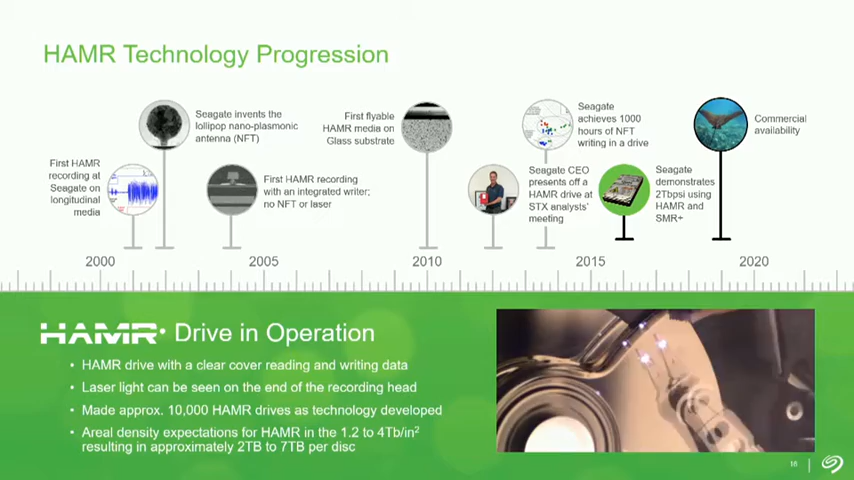 HAMR Technology Progression
First HAMR
recording at
Seagate on
longitudinal
media
Seagate invents the
lollipop nano-plasmonic
antenna (NFT)
First HAMR recording
with an integrated writer;
no NFT or laser
First flyable
HAMR media on
Glass substrate
Seagate CEO
presents off a
HAMR drive at
STX analysts'
meeting
Seagate
achieves 1000
hours of NFT
writing in a drive
Seagate
demonstrates
2Tbpsi using
HAMR and
SMR+
Commercial
availability
2000 2005 2010 2015 2020
HAMR• Drive in Operation
• HAMR drive with a clear cover reading and writing data
• Laser light can be seen on the end of the recording head
• Made approx. 10,000 HAMR drives as technology developed
• Areal density expectations for HAMR in the 1.2 to 4Tb/in²
resulting in approximately 2TB to 7TB per disc